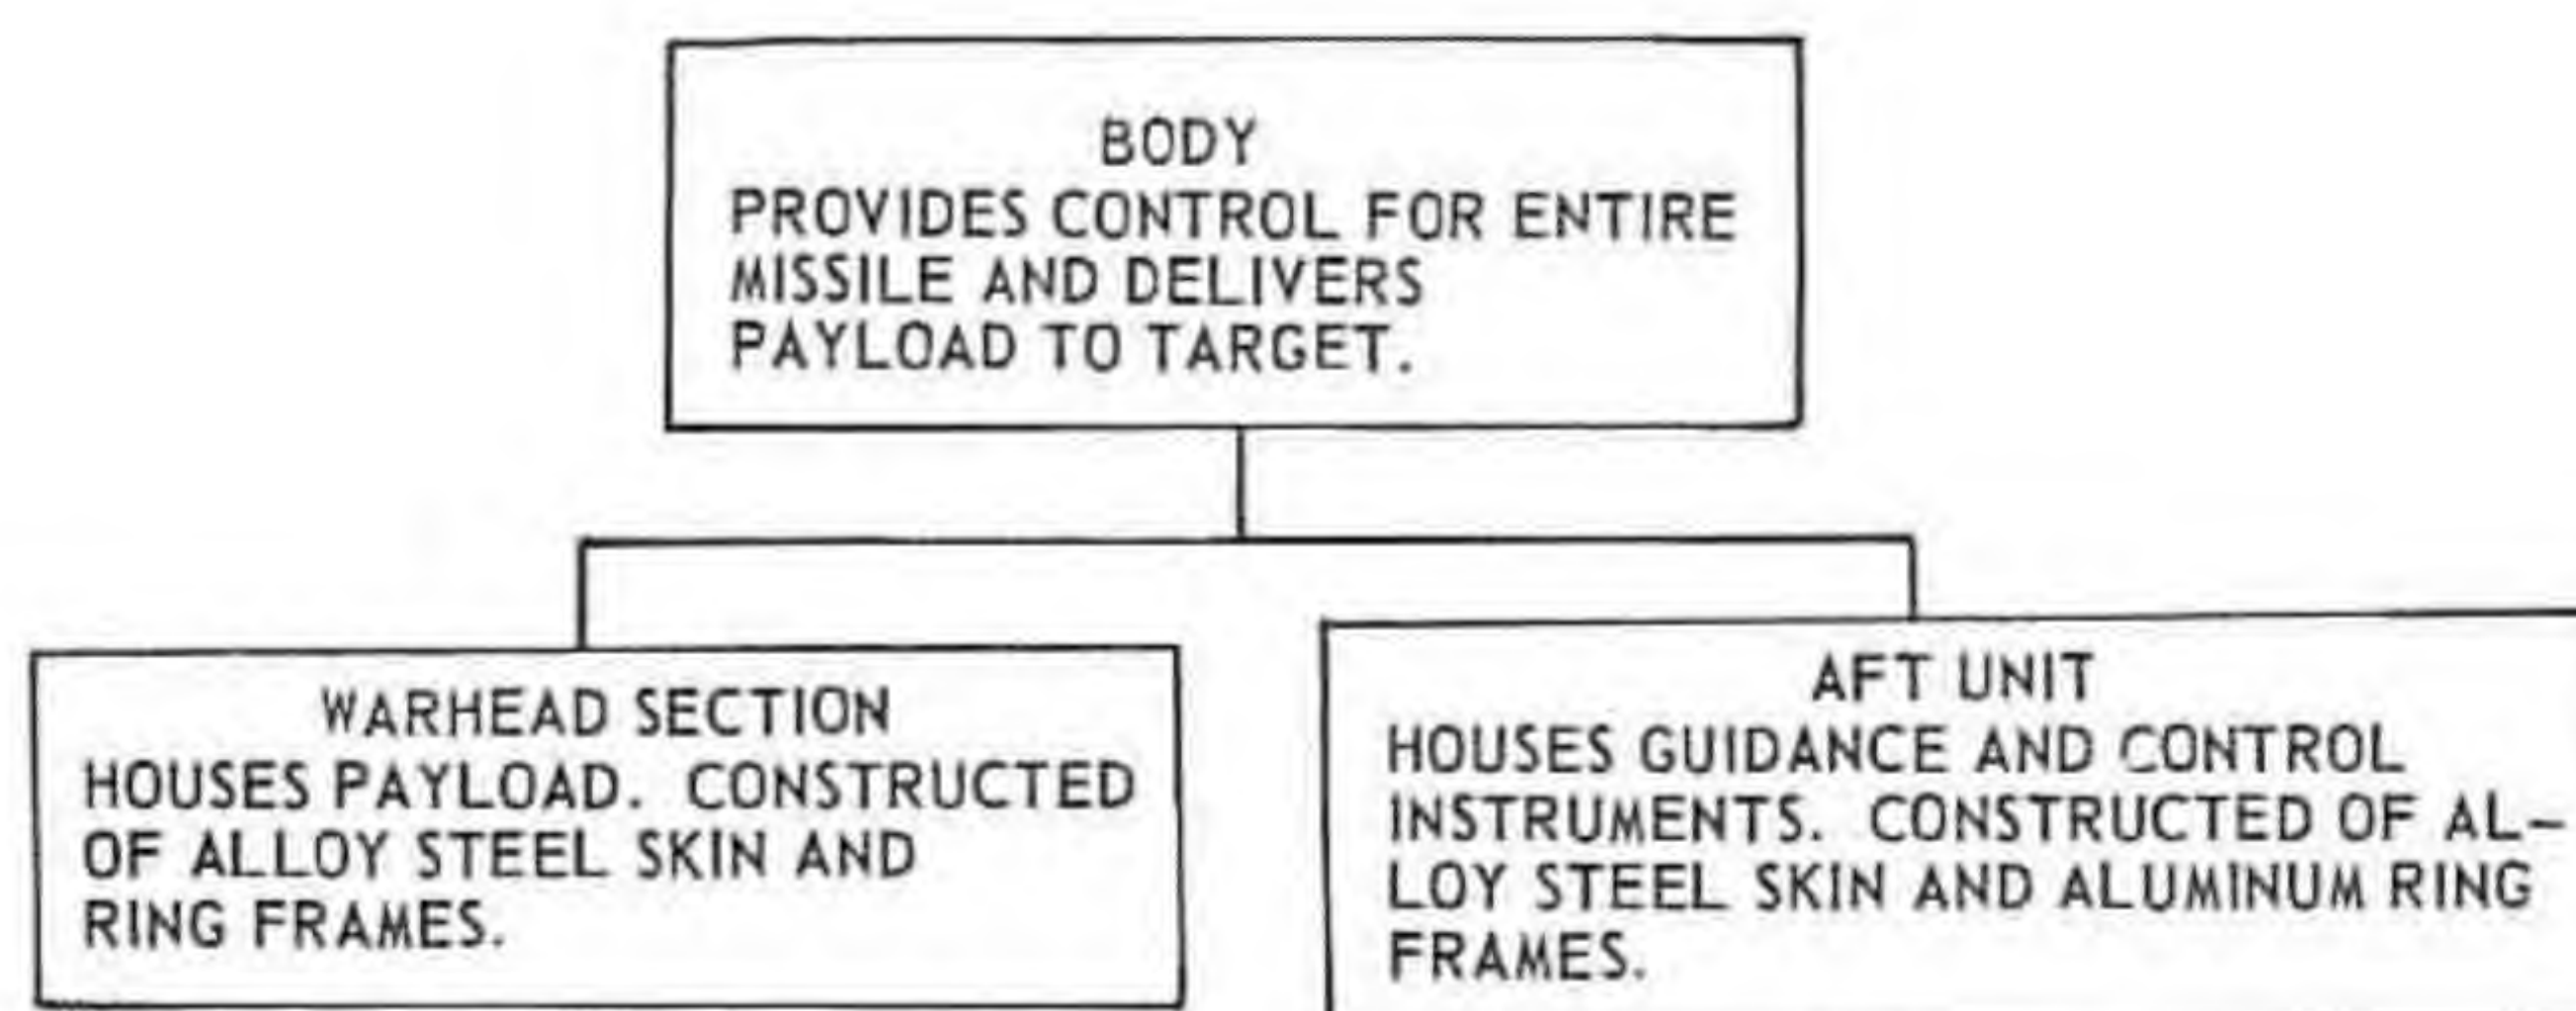 BODY
PROVIDES CONTROL FOR ENTIRE
MISSILE AND DELIVERS
PAYLOAD TO TARGET.
WARHEAD SECTION
HOUSES PAYLOAD. CONSTRUCTED
OF ALLOY STEEL SKIN AND
RING FRAMES.
AFT UNIT
HOUSES GUIDANCE AND CONTROL
INSTRUMENTS. CONSTRUCTED OF AL-
LOY STEEL SKIN AND ALUMINUM RING
FRAMES.